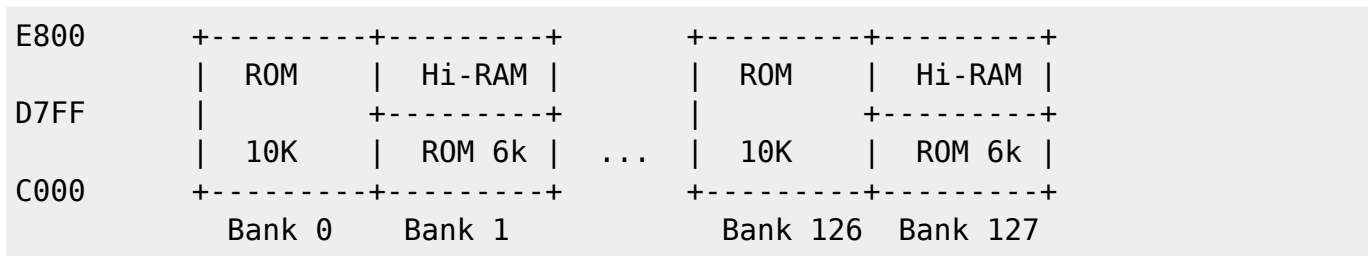 E800       +---------+---------+       +---------+---------+
           |  ROM    |  Hi-RAM |       |  ROM    |  Hi-RAM |
D7FF       |         +---------+       |         +---------+
           |  10K    |  ROM 6k |  ...  |  10K    |  ROM 6k |
C000       +---------+---------+       +---------+---------+
             Bank 0    Bank 1            Bank 126  Bank 127